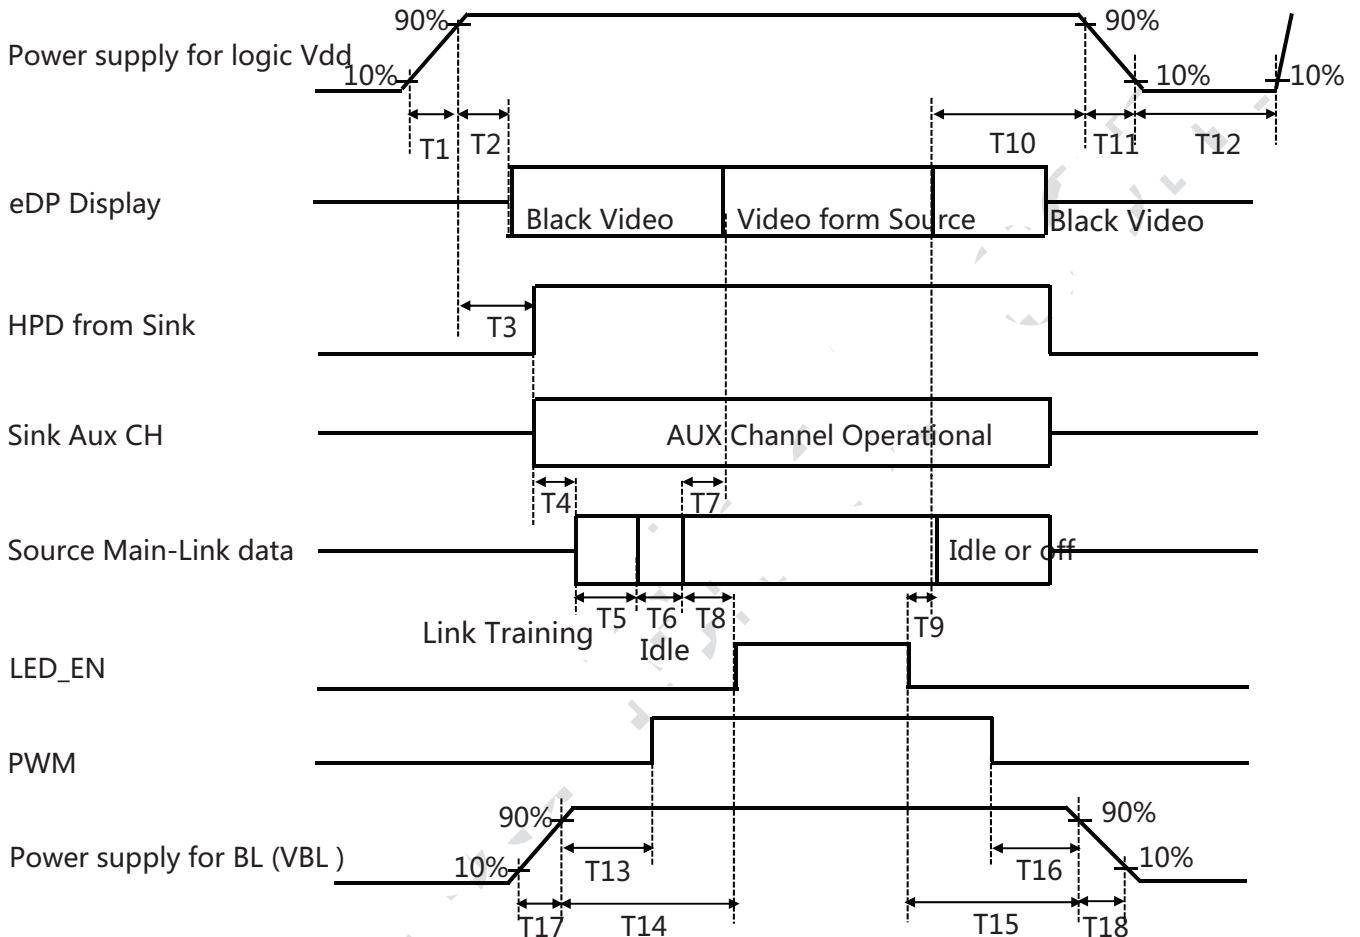 90%
90%
Power supply for logic Vdd
10%
10%
10%
T1
T2
T10
T11
T12
eDP Display
Black Video
Video form Source
Black Video
HPD from Sink
T3
Sink Aux CH
AUX Channel Operational
T4
T7
Source Main-Link data
Idle or off
T5
T6
T8
T9
Link Training
Idle
LED_EN
PWM
90%
90%
Power supply for BL (VBL )
10%
10%
T13
T16
T17
T14
T15
T18